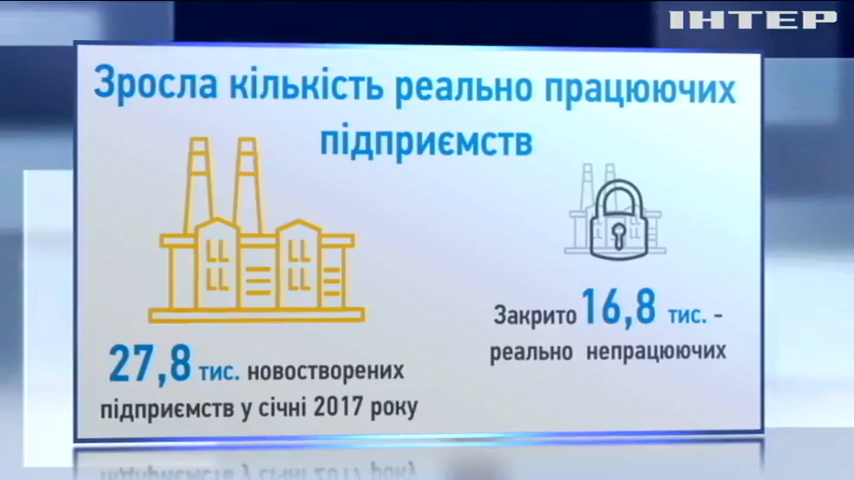 ІНТЕР
Зросла кількість реально працюючих
підприємств
27,8 тис. новостворених
підприємств у січні 2017 року
Закрито 16,8 тис. -
реально непрацюючих